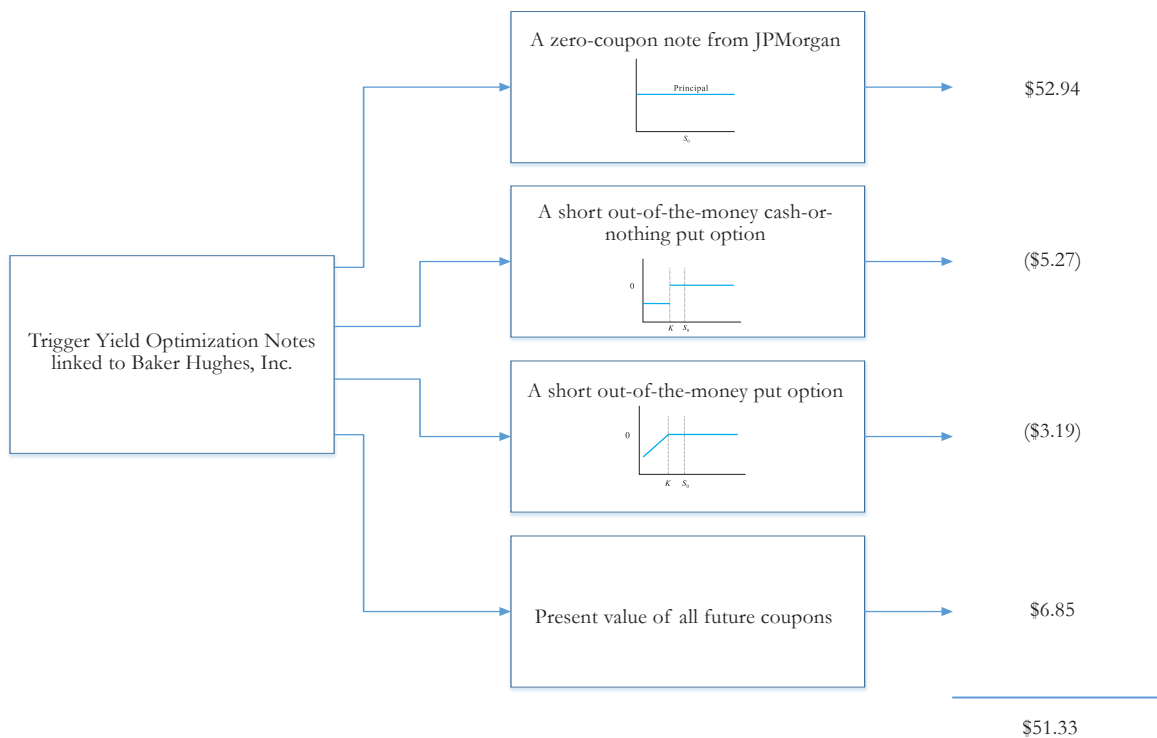 A zero-coupon note from JPMorgan
Principal
S0
$52.94
A short out-of-the-money cash-or-
nothing put option
0
K
S0
($5.27)
Trigger Yield Optimization Notes
linked to Baker Hughes, Inc.
A short out-of-the-money put option
0
K
S0
($3.19)
Present value of all future coupons
$6.85
$51.33